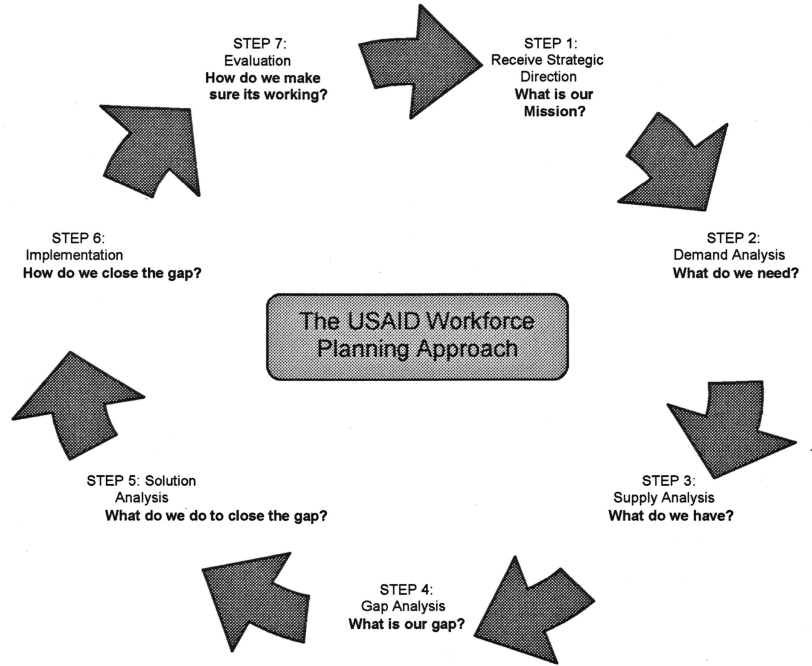 STEP 7:
Evaluation
How do we make
sure its working?
STEP 1:
Receive Strategic
Direction
What is our
Mission?
STEP 2:
Demand Analysis
What do we need?
STEP 3:
Supply Analysis
What do we have?
STEP 4:
Gap Analysis
What is our gap?
STEP 5: Solution
Analysis
What do we do to close the gap?
STEP 6:
Implementation
How do we close the gap?
The USAID Workforce
Planning Approach